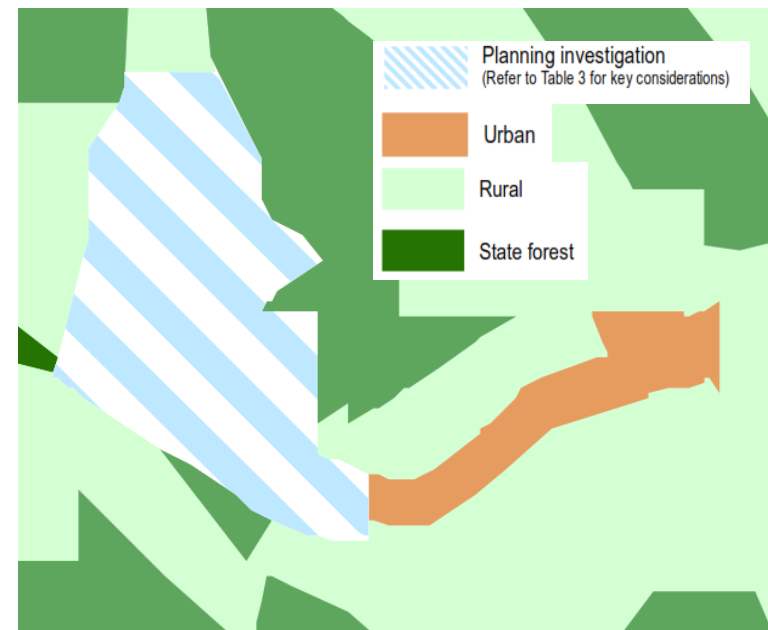 Planning investigation
(Refer to Table 3 for key considerations)
Urban
Rural
State forest